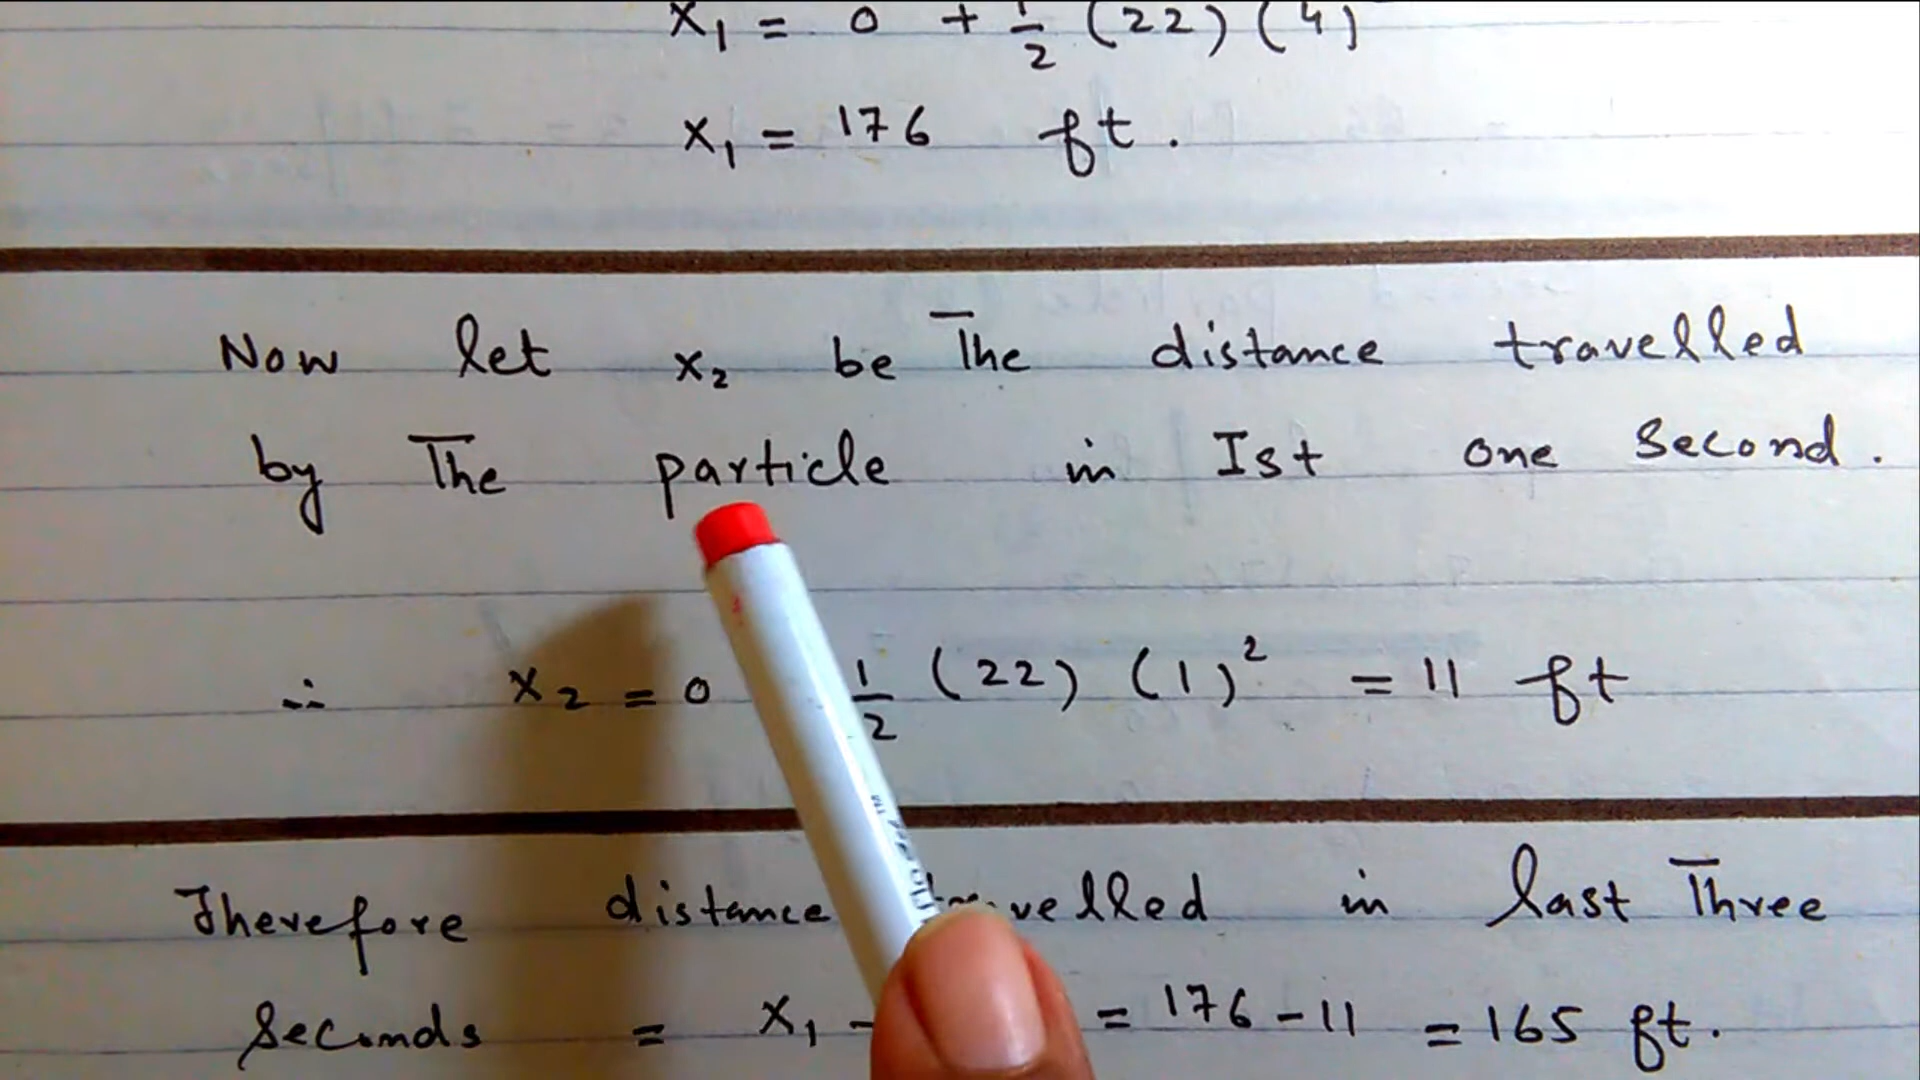 x₁ = 0 + 1/2 (22) (4)
x₁ = 176 ft.
Now let x₂ be The distance travelled
by The particle in Ist one second.
∴ x₂ = 0 1/2 (22) (1)² = 11 ft
Therefore distance travelled in last Three
seconds = x₁ - = 176 - 11 = 165 ft.